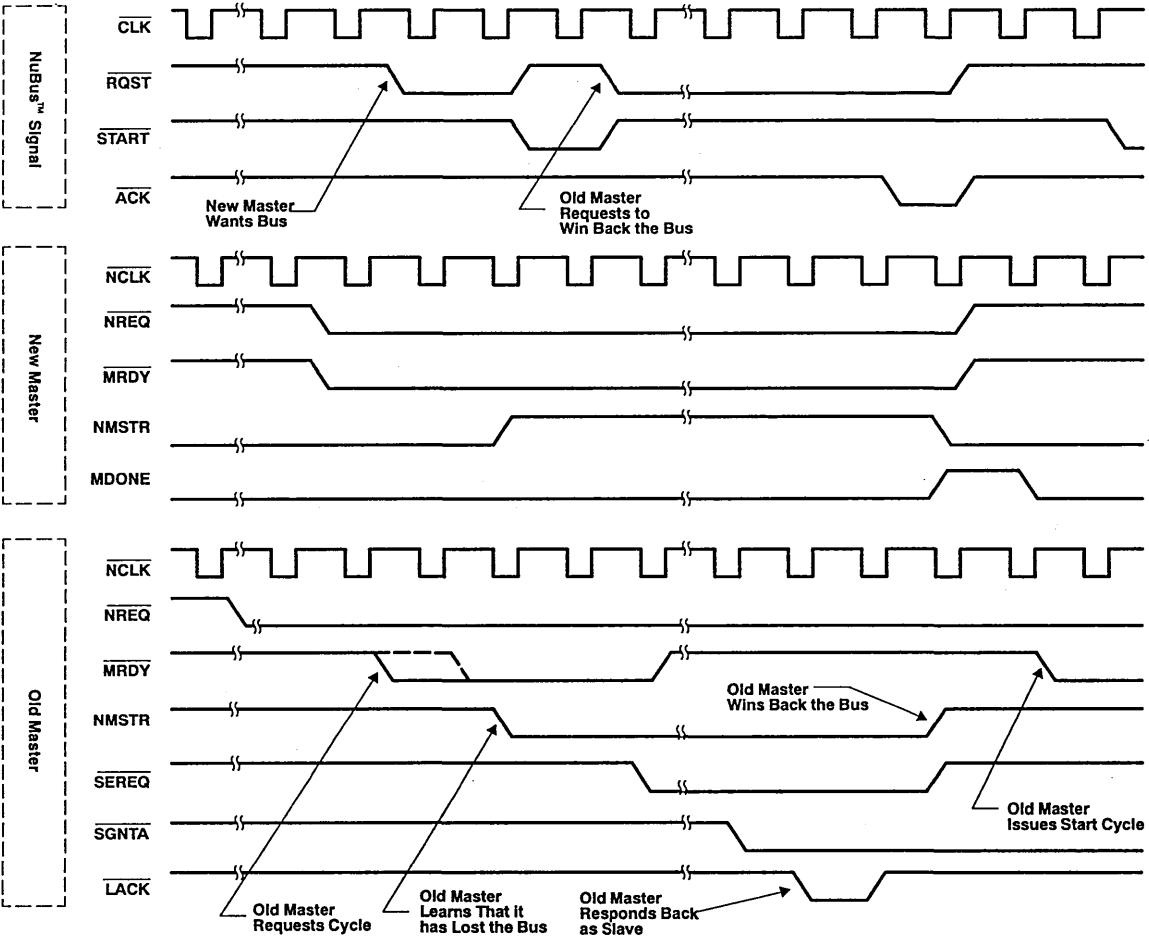 NuBus™ Signal
CLK
RQST
START
ACK
New Master
Wants Bus
Old Master
Requests to
Win Back the Bus
New Master
NCLK
NREQ
MRDY
NMSTR
MDONE
Old Master
NCLK
NREQ
MRDY
NMSTR
SEREQ
SGNTA
LACK
Old Master
Wins Back the Bus
Old Master
Issues Start Cycle
Old Master
Requests Cycle
Old Master
Learns That it
has Lost the Bus
Old Master
Responds Back
as Slave